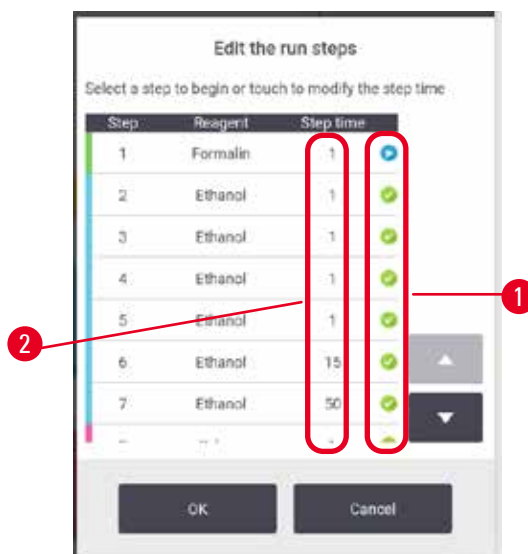 Edit the run steps
Select a step to begin or touch to modify the step time
Step Reagent Step time
1 Formalin 1
2 Ethanol 1
3 Ethanol 1
4 Ethanol 1
5 Ethanol 1
6 Ethanol 15
7 Ethanol 50
1
2
OK Cancel